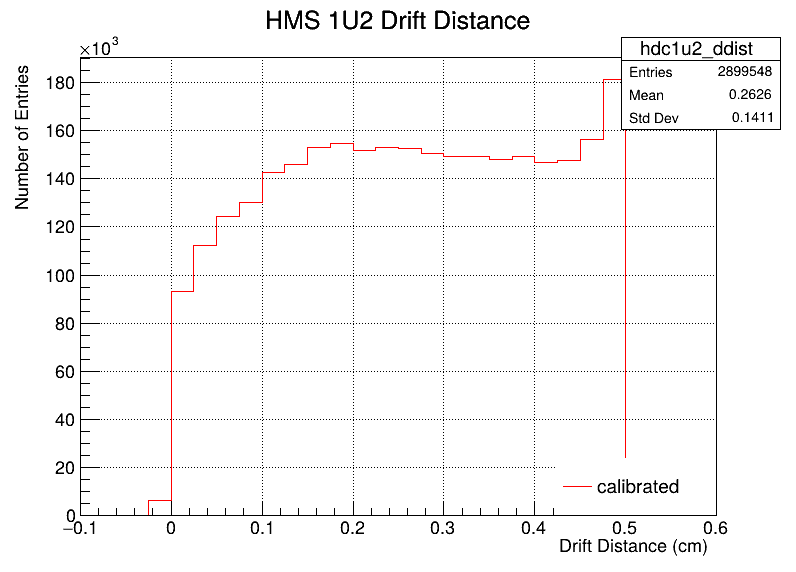 HMS 1U2 Drift Distance
×10³
hdc1u2_ddist
Entries 2899548
Mean 0.2626
Std Dev 0.1411
Number of Entries
180
160
140
120
100
80
60
40
20
0
−0.1 0 0.1 0.2 0.3 0.4 0.5 0.6
calibrated
Drift Distance (cm)